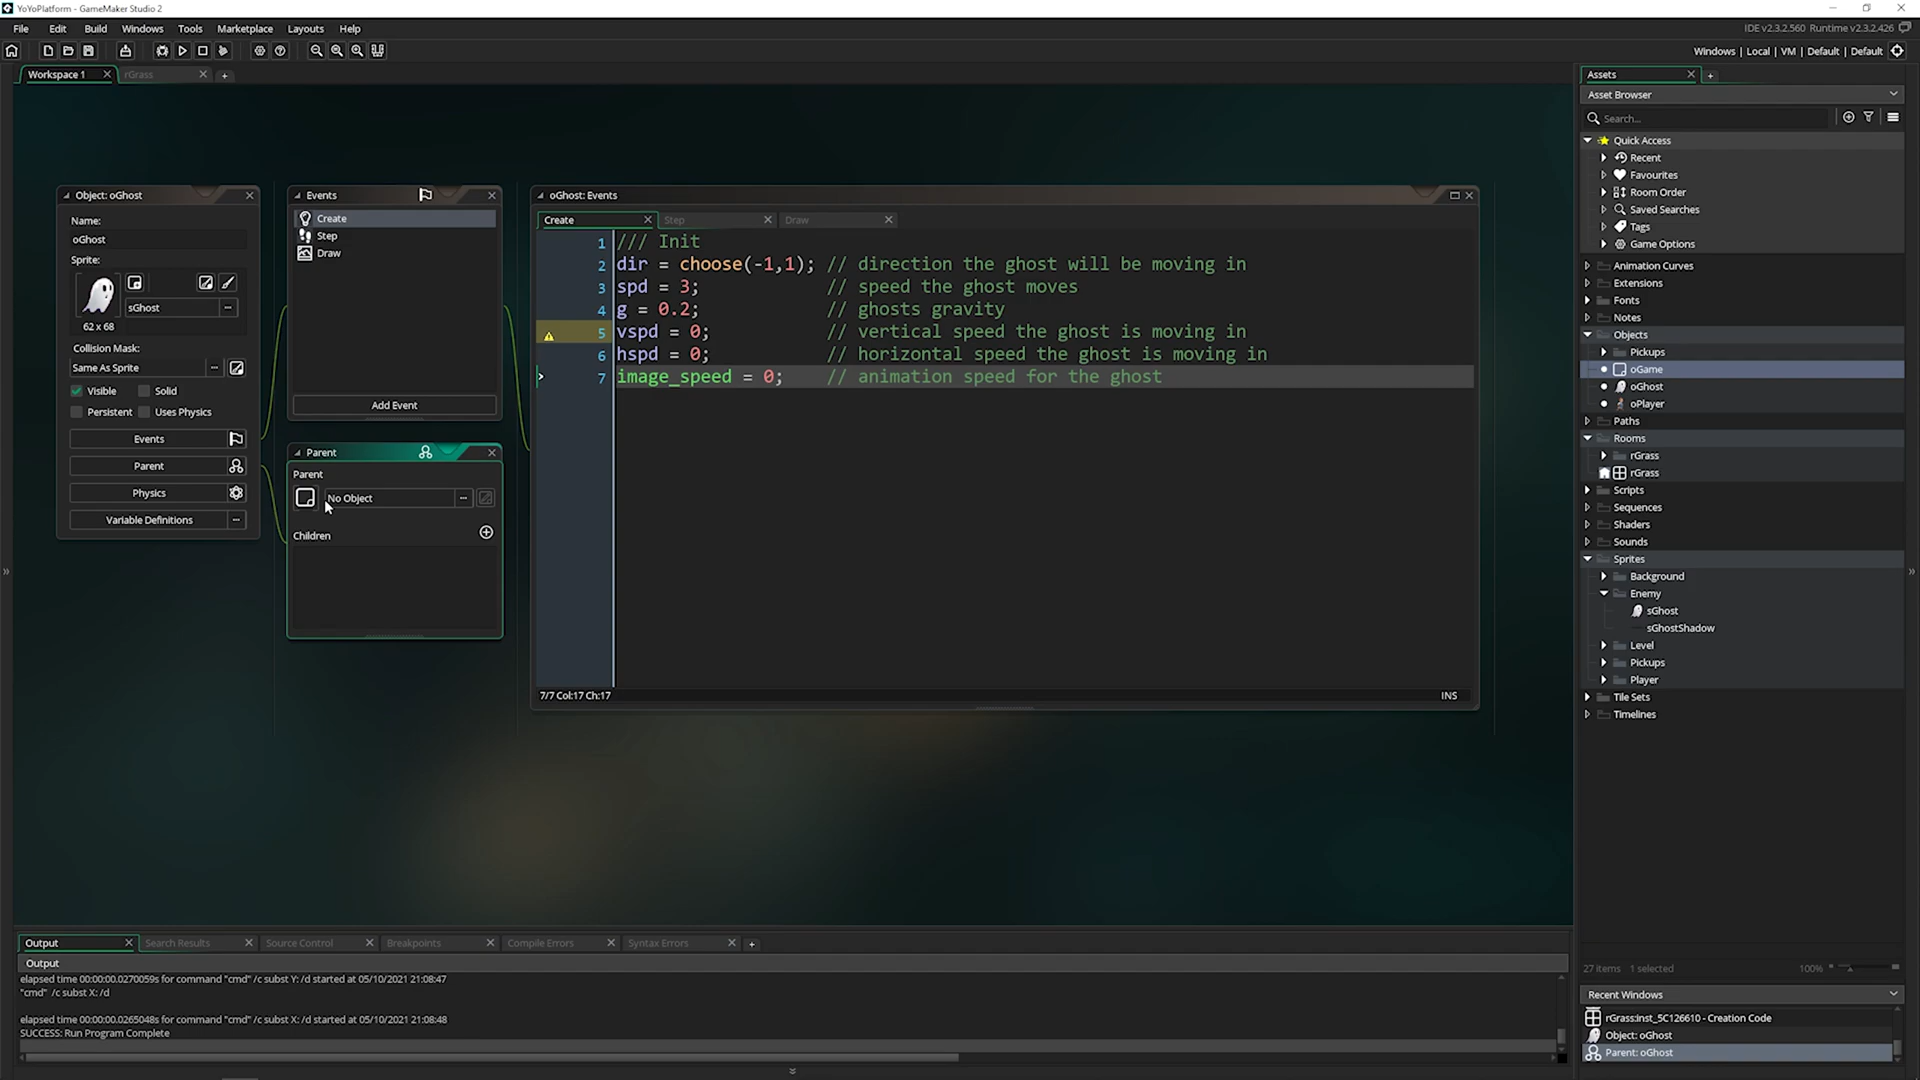 YoYoPlatform - GameMaker Studio 2
File Edit Build Windows Tools Marketplace Layouts Help
IDE v2.3.2.560 Runtime v2.3.2.426
Windows | Local | VM | Default | Default
Workspace 1
rGrass
Object: oGhost
Name:
oGhost
Sprite:
sGhost
62 x 68
Collision Mask:
Same As Sprite
Visible Solid
Persistent Uses Physics
Events
Parent
Physics
Variable Definitions
Events
Create
Step
Draw
Add Event
Parent
Parent
No Object
Children
oGhost: Events
Create Step Draw
1 /// Init
2 dir = choose(-1,1); // direction the ghost will be moving in
3 spd = 3; // speed the ghost moves
4 g = 0.2; // ghosts gravity
5 vspd = 0; // vertical speed the ghost is moving in
6 hspd = 0; // horizontal speed the ghost is moving in
7 image_speed = 0; // animation speed for the ghost
7/7 Col:17 Ch:17
INS
Assets
Asset Browser
Search...
Quick Access
Recent
Favourites
Room Order
Saved Searches
Tags
Game Options
Animation Curves
Extensions
Fonts
Notes
Objects
Pickups
oGame
oGhost
oPlayer
Paths
Rooms
rGrass
rGrass
Scripts
Sequences
Shaders
Sounds
Sprites
Background
Enemy
sGhost
sGhostShadow
Level
Pickups
Player
Tile Sets
Timelines
27 items 1 selected
100%
Recent Windows
rGrass:inst_5C126610 - Creation Code
Object: oGhost
Parent: oGhost
Output Search Results Source Control Breakpoints Compile Errors Syntax Errors
Output
elapsed time 00:00:00.0270059s for command "cmd" /c subst Y: /d started at 05/10/2021 21:08:47
"cmd" /c subst X: /d
elapsed time 00:00:00.0265048s for command "cmd" /c subst X: /d started at 05/10/2021 21:08:48
SUCCESS: Run Program Complete